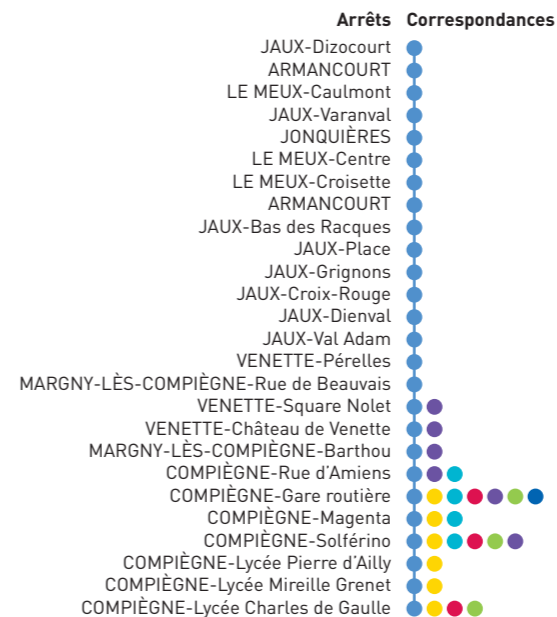 Arrêts Correspondances
JAUX-Dizocourt
ARMANCOURT
LE MEUX-Caulmont
JAUX-Varanval
JONQUIÈRES
LE MEUX-Centre
LE MEUX-Croisette
ARMANCOURT
JAUX-Bas des Racques
JAUX-Place
JAUX-Grignons
JAUX-Croix-Rouge
JAUX-Dienval
JAUX-Val Adam
VENETTE-Pérelles
MARGNY-LÈS-COMPIÈGNE-Rue de Beauvais
VENETTE-Square Nolet
VENETTE-Château de Venette
MARGNY-LÈS-COMPIÈGNE-Barthou
COMPIÈGNE-Rue d'Amiens
COMPIÈGNE-Gare routière
COMPIÈGNE-Magenta
COMPIÈGNE-Solférino
COMPIÈGNE-Lycée Pierre d'Ailly
COMPIÈGNE-Lycée Mireille Grenet
COMPIÈGNE-Lycée Charles de Gaulle